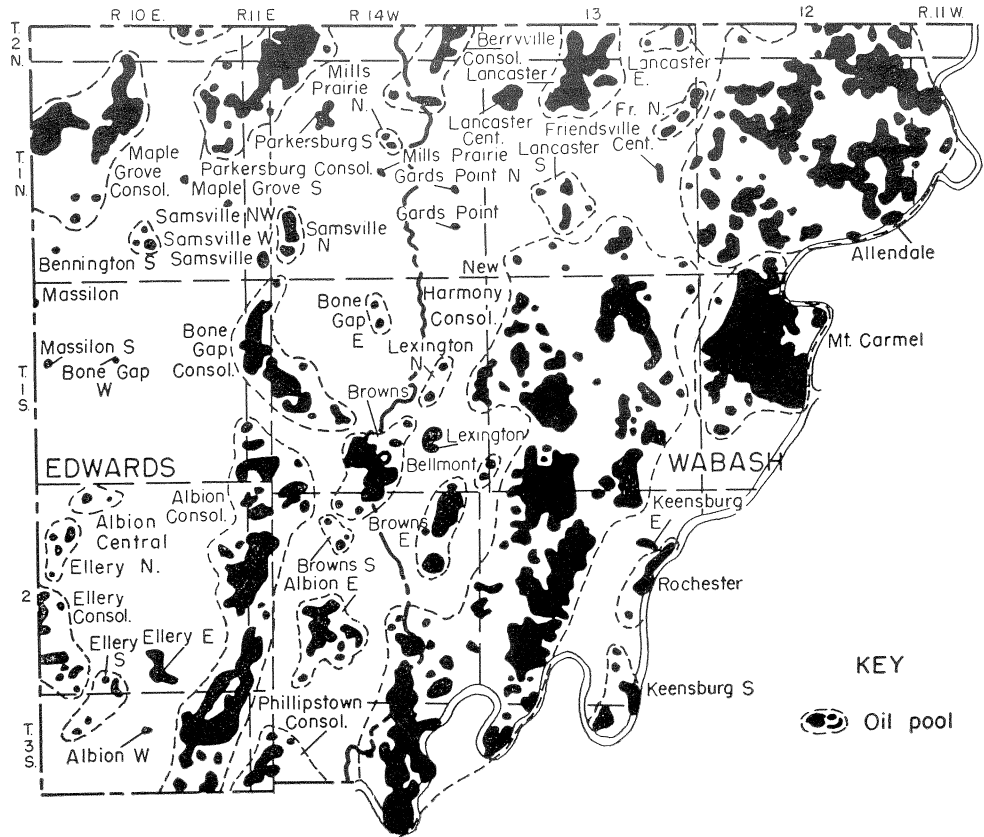 R. 10 E. R.11 E R. 14 W 13 12 R. 11 W.
T.
2
N.
Berryville
Consol.
Lancaster
Lancaster
E.
Mills
Prairie
N.
Fr. N.
Parkersburg S
Lancaster
Cent.
Friendsville
Cent.
T.
I
N.
Maple
Grove
Consol.
Parkersburg Consol.
Maple Grove S
Mills
Prairie
Gards Point N
Lancaster
S
Samsville NW
Samsville W
Samsville
Samsville
N
Gards Point
Bennington S
Allendale
New
Harmony
Consol.
Massilon
Bone
Gap
E
Bone
Gap
Consol.
Mt. Carmel
Massilon S
Bone Gap
W
Lexington
N
T.
I
S.
Browns
Lexington
EDWARDS
Bellmont
WABASH
Albion
Consol.
Keensburg
E
Albion
Central
Browns
E
Ellery N.
Browns S
Albion E
Rochester
2
Ellery
Consol.
Ellery
S
Ellery E
KEY
Keensburg S
Phillipstown
Consol.
Oil pool
T.
3
S.
Albion W